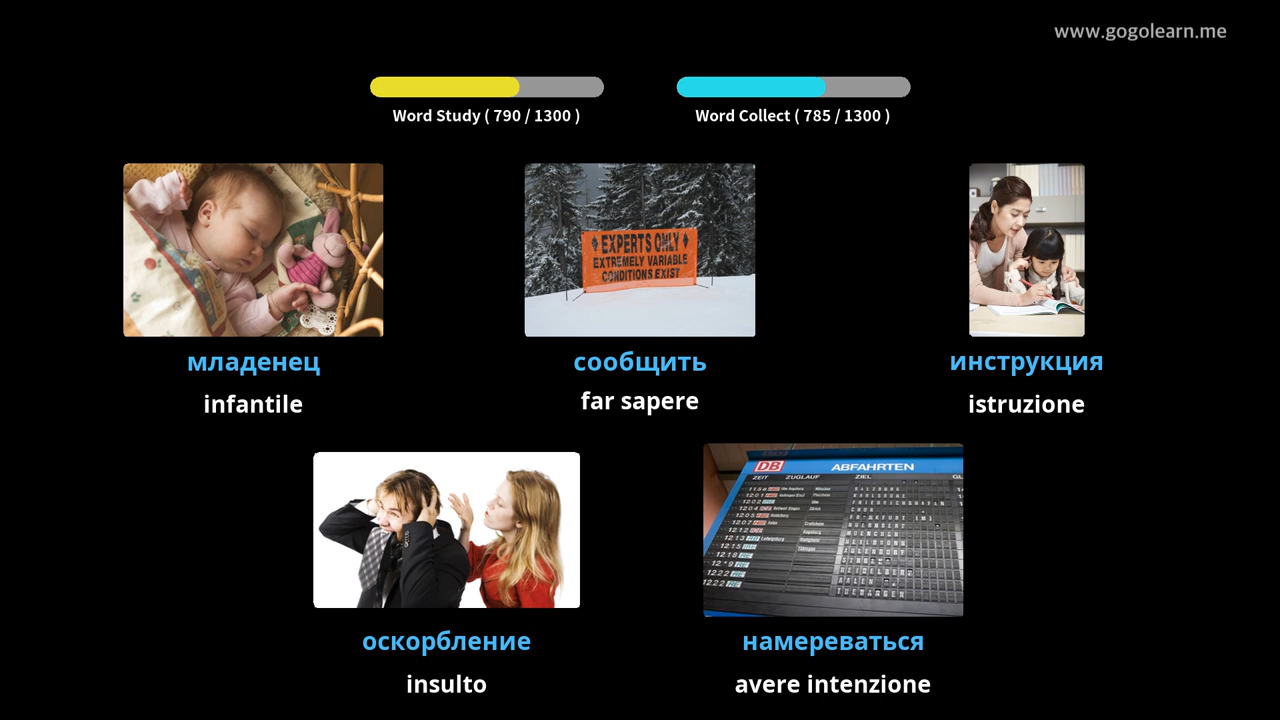 www.gogolearn.me
Word Study ( 790 / 1300 )
Word Collect ( 785 / 1300 )
EXPERTS ONLY
EXTREMELY VARIABLE
CONDITIONS EXIST
младенец
сообщить
инструкция
infantile
far sapere
istruzione
DB ABFAHRTEN
ZEIT ZUGLAUF ZIEL
оскорбление
намереваться
insulto
avere intenzione